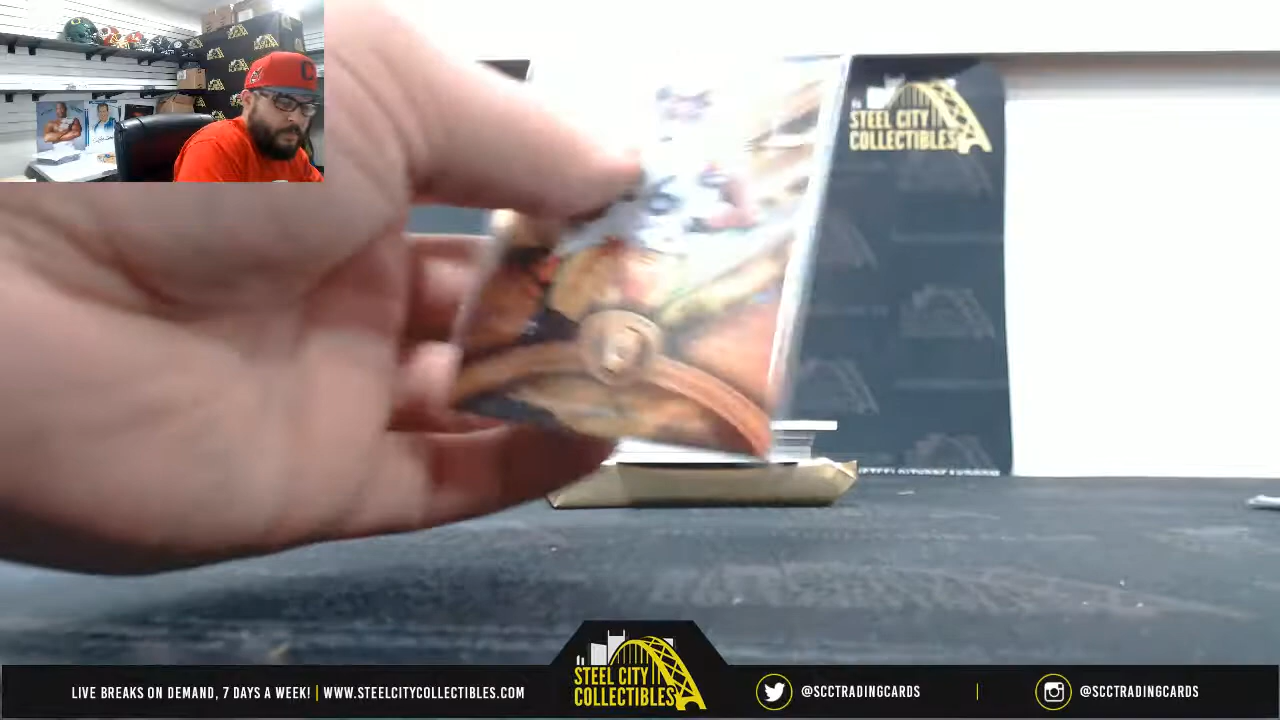 C
STEEL CITY
COLLECTIBLES
LIVE BREAKS ON DEMAND, 7 DAYS A WEEK! | WWW.STEELCITYCOLLECTIBLES.COM
STEEL CITY
COLLECTIBLES
@SCCTRADINGCARDS | @SCCTRADINGCARDS